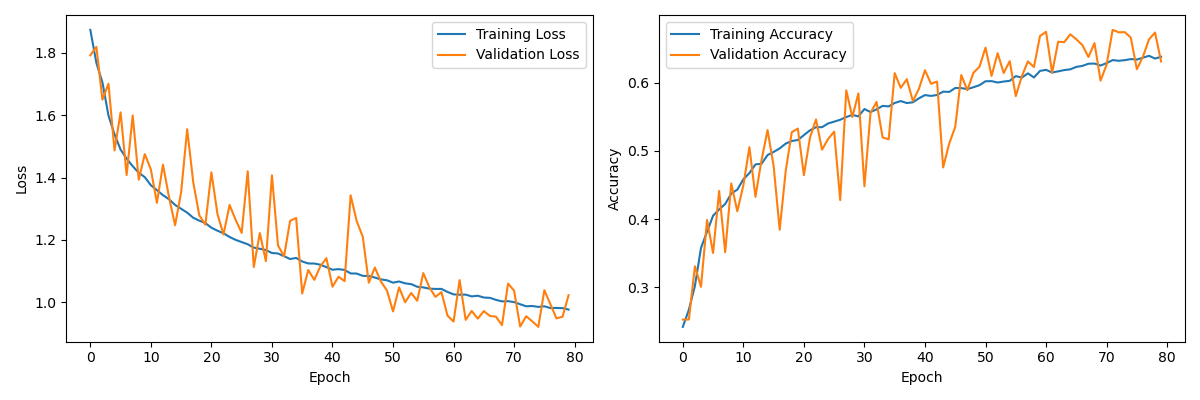 Training Loss
Validation Loss
1.8
1.6
1.4
1.2
1.0
Loss
0 10 20 30 40 50 60 70 80
Epoch
Training Accuracy
Validation Accuracy
0.6
0.5
0.4
0.3
Accuracy
0 10 20 30 40 50 60 70 80
Epoch